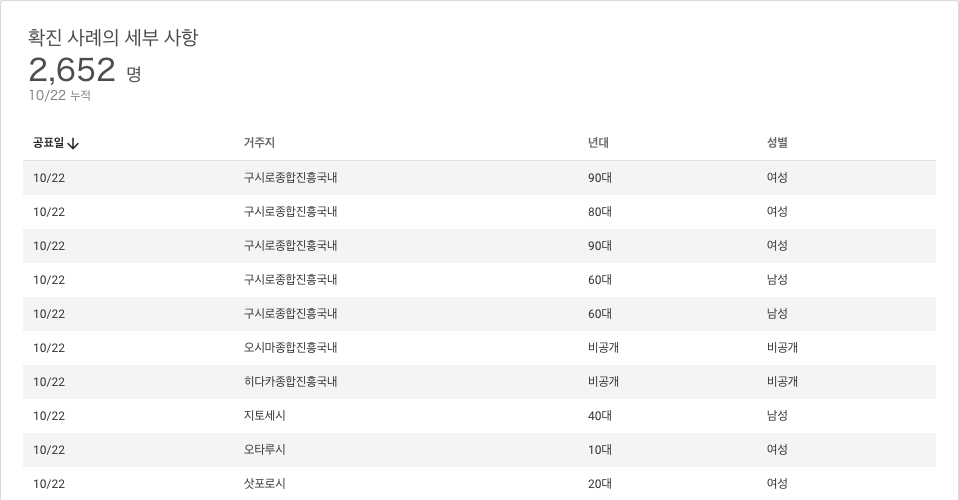 확진 사례의 세부 사항
2,652 명
10/22 누적
공표일 거주지 년대 성별
10/22 구시로종합진흥국내 90대 여성
10/22 구시로종합진흥국내 80대 여성
10/22 구시로종합진흥국내 90대 여성
10/22 구시로종합진흥국내 60대 남성
10/22 구시로종합진흥국내 60대 남성
10/22 오시마종합진흥국내 비공개 비공개
10/22 히다카종합진흥국내 비공개 비공개
10/22 지토세시 40대 남성
10/22 오타루시 10대 여성
10/22 삿포로시 20대 여성